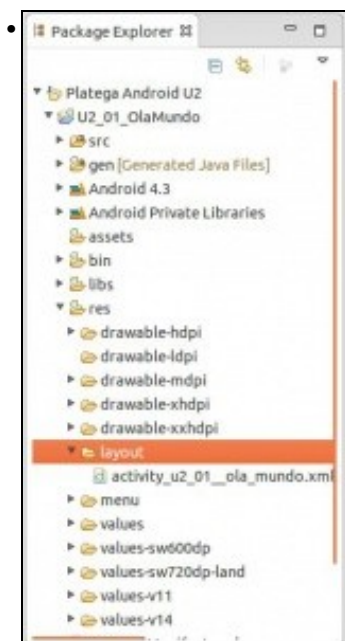 Package Explorer
Platega Android U2
U2_01_OlaMundo
src
gen [Generated Java Files]
Android 4.3
Android Private Libraries
assets
bin
libs
res
drawable-hdpi
drawable-ldpi
drawable-mdpi
drawable-xhdpi
drawable-xxhdpi
layout
activity_u2_01__ola_mundo.xml
menu
values
values-sw600dp
values-sw720dp-land
values-v11
values-v14